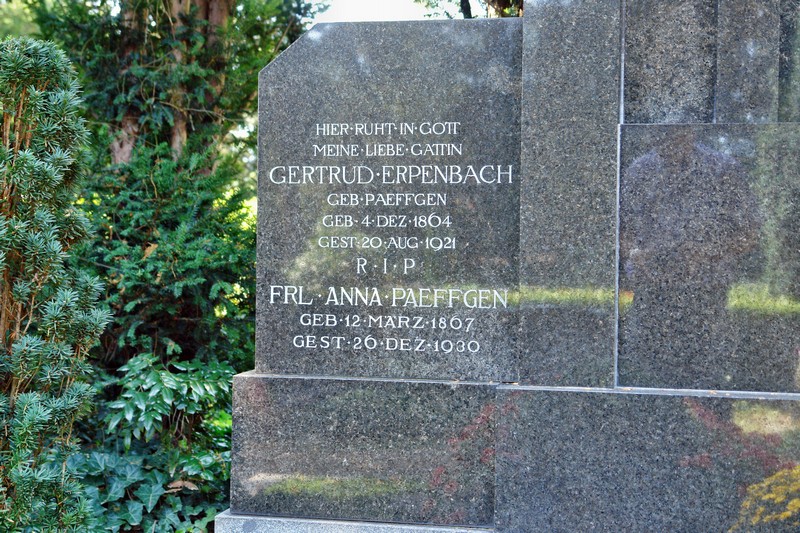 HIER·RUHT·IN·GOTT
MEINE·LIEBE·GATTIN
GERTRUD·ERPENBACH
GEB·PAEFFGEN
GEB·4·DEZ·1864
GEST·20·AUG·1921
R·I·P
FRL·ANNA·PAEFFGEN
GEB·12·MÄRZ·1867
GEST·26·DEZ·1930